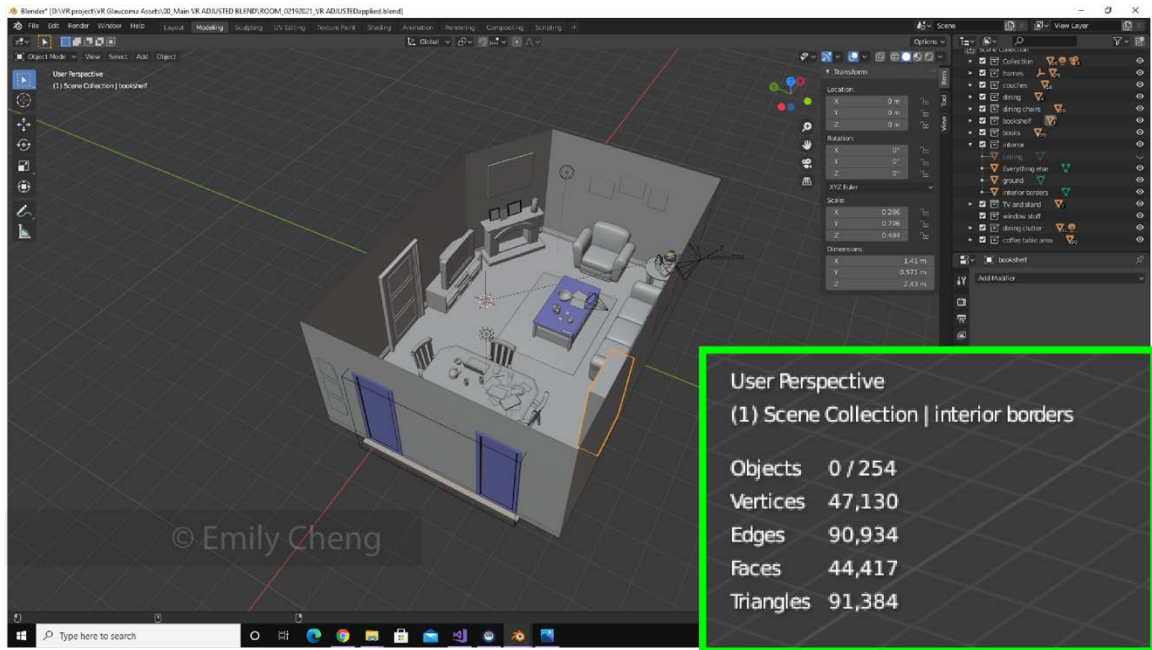 Blender* [D:\VR project\VR Glaucoma Assets\00_Main VR ADJUSTED BLEND\ROOM_02192021_VR ADJUSTEDapplied.blend]
File Edit Render Window Help Layout Modeling Sculpting UV Editing Texture Paint Shading Animation Rendering Compositing Scripting + Scene View Layer
Global Options
Object Mode View Select Add Object
User Perspective
(1) Scene Collection | bookshelf
Transform
Location:
X 0 m
Y 0 m
Z 0 m
Rotation:
X 0°
Y 0°
Z 0°
XYZ Euler
Scale:
X 0.286
Y 0.796
Z 0.484
Dimensions:
X 1.41 m
Y 0.571 m
Z 2.43 m
Item
Tool
View
Scene Collection
Collection
frames
couches
dining
dining chairs
bookshelf
books
interior
ceiling
Everything else
ground
interior borders
TV and stand
window stuff
dining clutter
coffee table area
bookshelf
Add Modifier
© Emily Cheng
User Perspective
(1) Scene Collection | interior borders
Objects 0 / 254
Vertices 47,130
Edges 90,934
Faces 44,417
Triangles 91,384
Type here to search